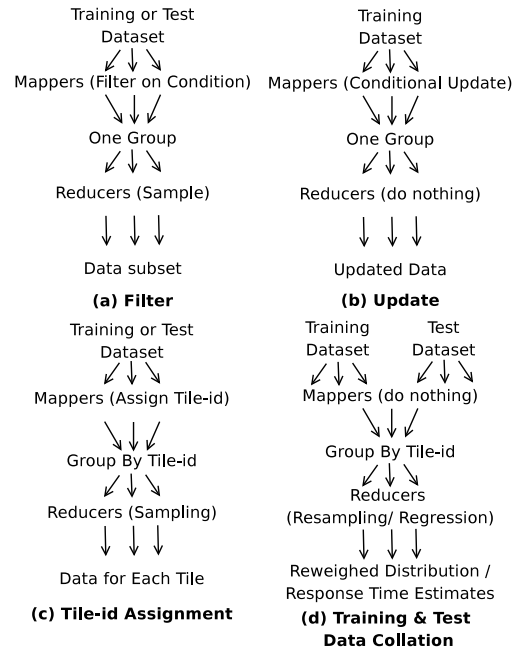 Training or Test
Dataset
Mappers (Filter on Condition)
One Group
Reducers (Sample)
Data subset
(a) Filter
Training
Dataset
Mappers (Conditional Update)
One Group
Reducers (do nothing)
Updated Data
(b) Update
Training or Test
Dataset
Mappers (Assign Tile-id)
Group By Tile-id
Reducers (Sampling)
Data for Each Tile
(c) Tile-id Assignment
Training
Dataset
Test
Dataset
Mappers (do nothing)
Group By Tile-id
Reducers
(Resampling/ Regression)
Reweighed Distribution /
Response Time Estimates
(d) Training & Test
Data Collation